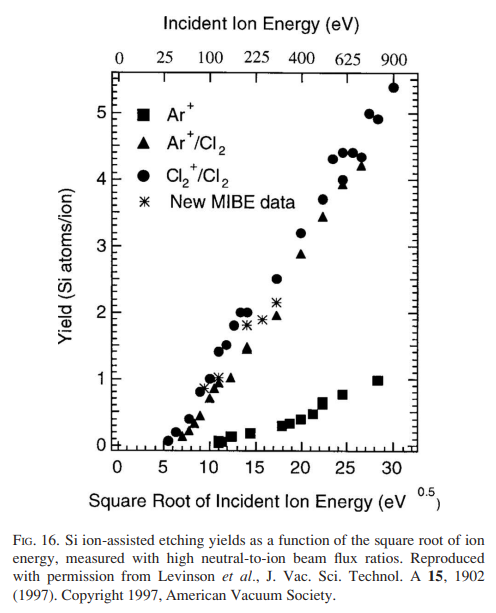 Incident Ion Energy (eV)
0 25 100 225 400 625 900
5
4
3
2
1
0
Yield (Si atoms/ion)
Ar+
Ar+/Cl2
Cl2+/Cl2
New MIBE data
0 5 10 15 20 25 30
Square Root of Incident Ion Energy (eV 0.5)
FIG. 16. Si ion-assisted etching yields as a function of the square root of ion
energy, measured with high neutral-to-ion beam flux ratios. Reproduced
with permission from Levinson et al., J. Vac. Sci. Technol. A 15, 1902
(1997). Copyright 1997, American Vacuum Society.